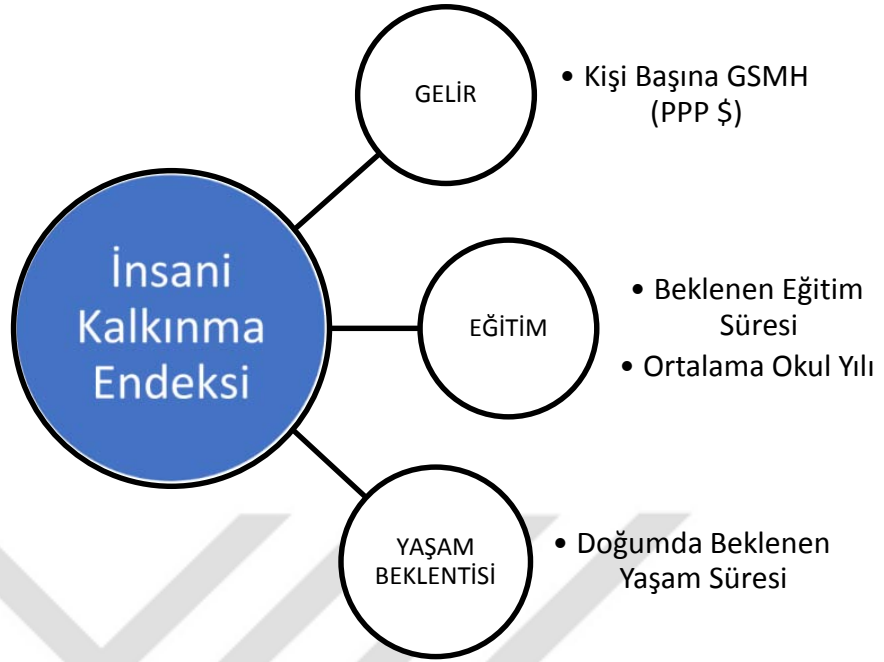 İnsani
Kalkınma
Endeksi
GELİR
• Kişi Başına GSMH
(PPP $)
EĞİTİM
• Beklenen Eğitim
Süresi
• Ortalama Okul Yılı
YAŞAM
BEKLENTİSİ
• Doğumda Beklenen
Yaşam Süresi